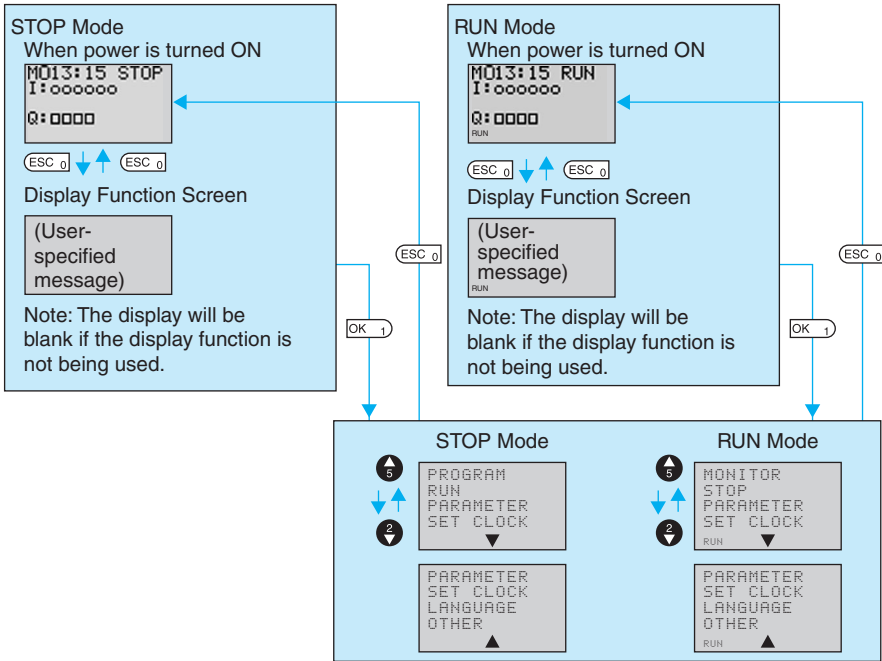 STOP Mode
When power is turned ON
MO13:15 STOP
I:oooooo
Q:□□□□
ESC 0 ESC 0
Display Function Screen
(User-
specified
message)
Note: The display will be
blank if the display function is
not being used.
ESC 0
OK 1
RUN Mode
When power is turned ON
MO13:15 RUN
I:oooooo
Q:□□□□
RUN
ESC 0 ESC 0
Display Function Screen
(User-
specified
message)
RUN
Note: The display will be
blank if the display function is
not being used.
ESC 0
OK 1
STOP Mode
5
2
PROGRAM
RUN
PARAMETER
SET CLOCK
PARAMETER
SET CLOCK
LANGUAGE
OTHER
RUN Mode
5
2
MONITOR
STOP
PARAMETER
SET CLOCK
RUN
PARAMETER
SET CLOCK
LANGUAGE
OTHER
RUN